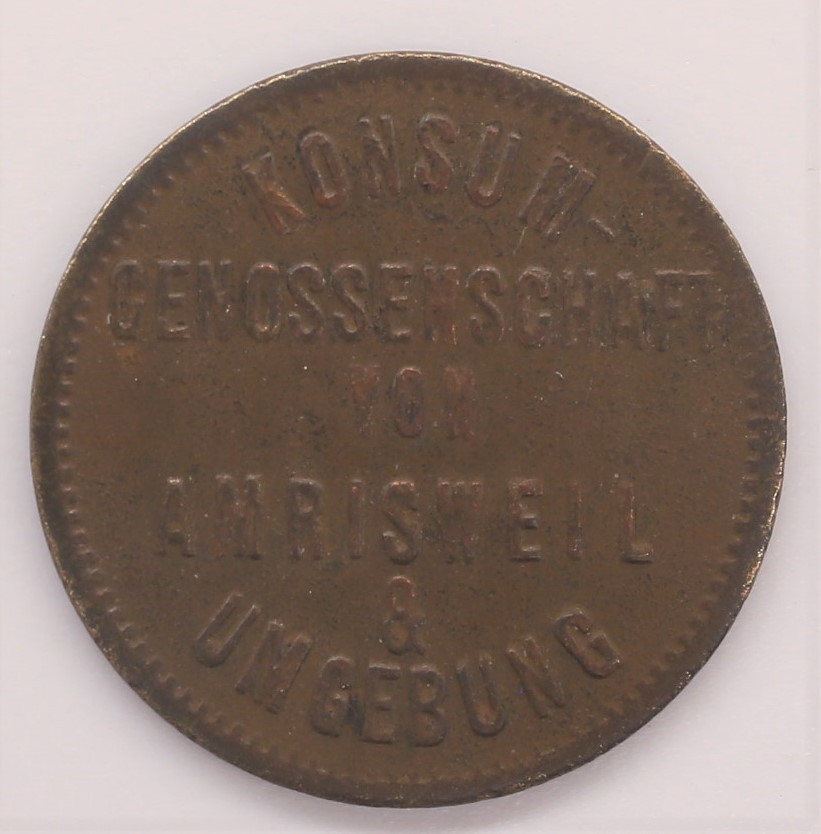 KONSUM-
GENOSSENSCHAFT
VON
AMRISWEIL
&
UMGEBUNG